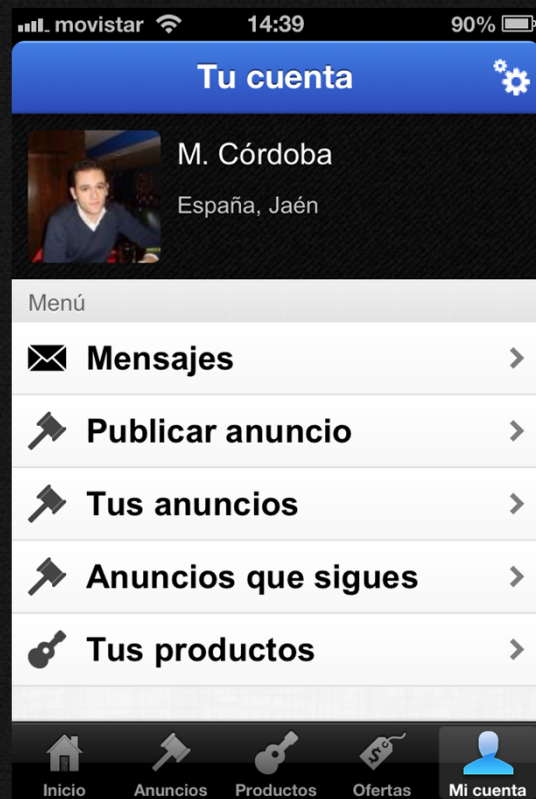 movistar 14:39 90%
Tu cuenta
M. Córdoba
España, Jaén
Menú
Mensajes
Publicar anuncio
Tus anuncios
Anuncios que sigues
Tus productos
Inicio Anuncios Productos Ofertas Mi cuenta